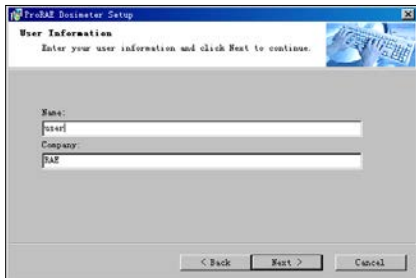 ProRAE Dosimeter Setup
User Information
Enter your user information and click Next to continue.
Name:
user
Company:
RAE
< Back
Next >
Cancel